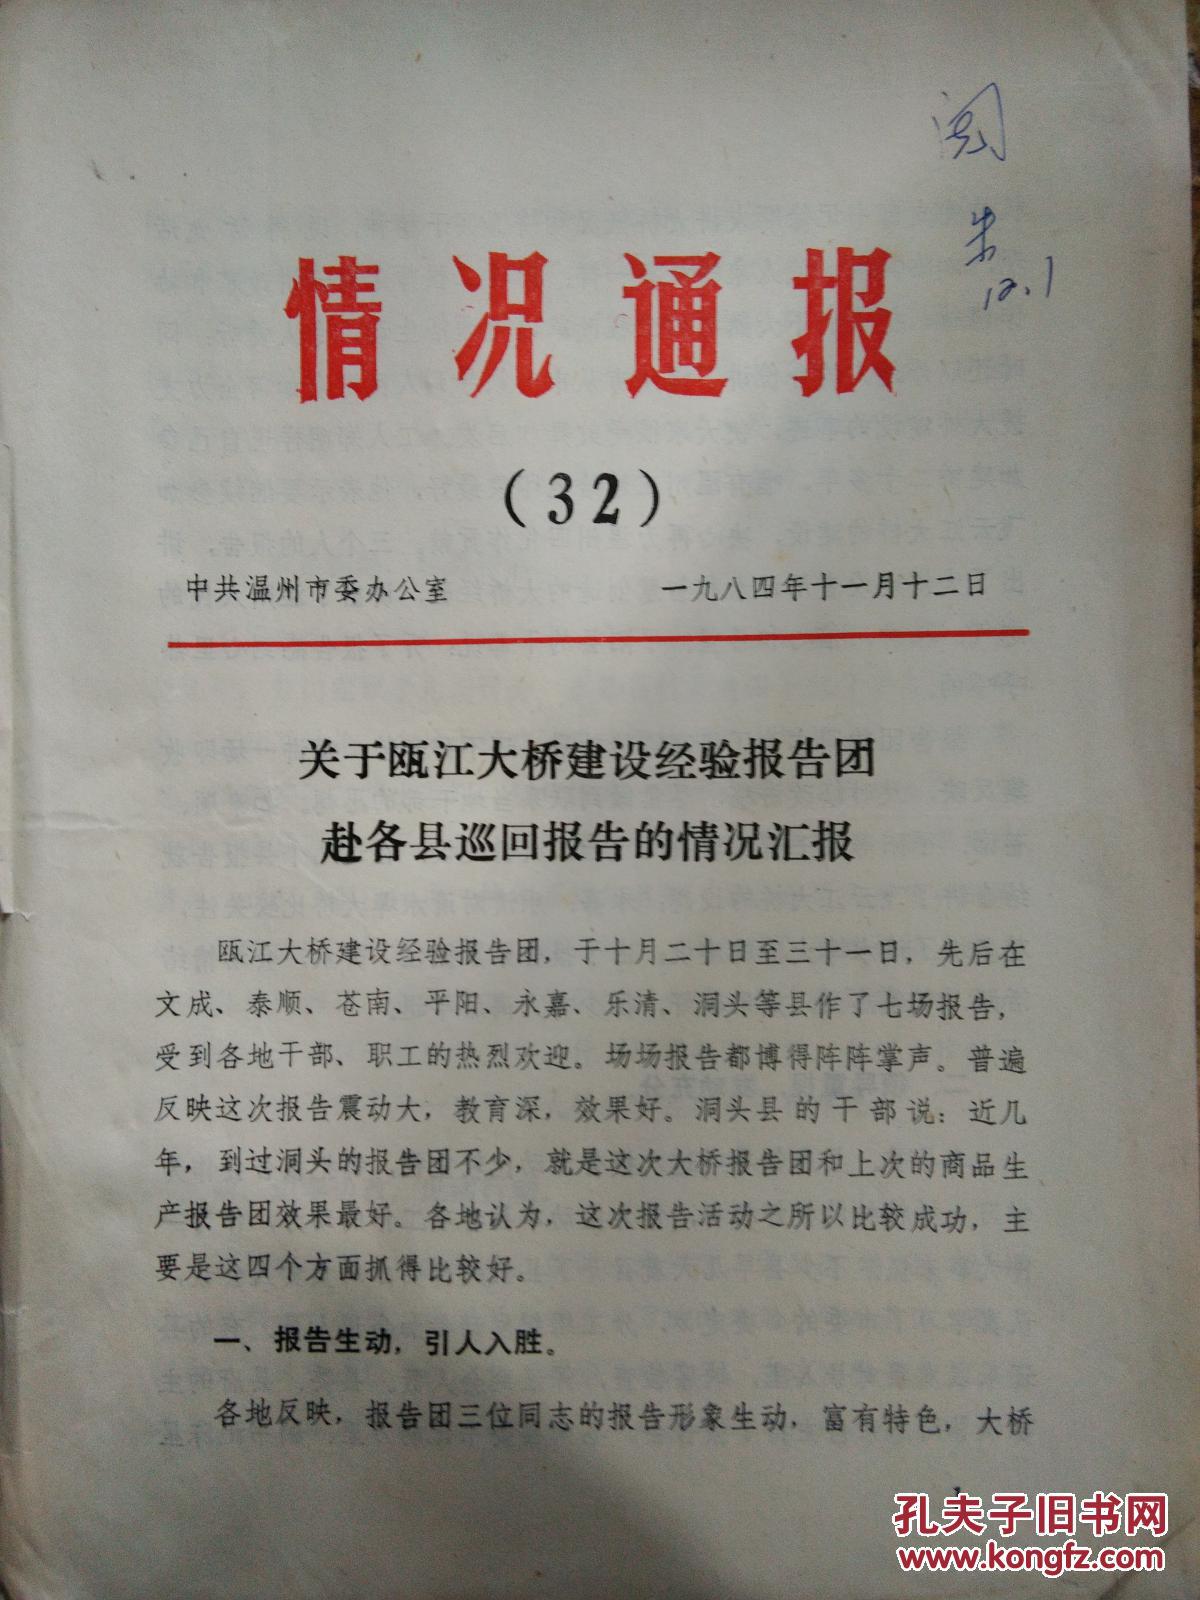 阅
朱
12.1
情况通报
（32）
中共温州市委办公室 一九八四年十一月十二日
关于瓯江大桥建设经验报告团
赴各县巡回报告的情况汇报
瓯江大桥建设经验报告团，于十月二十日至三十一日，先后在
文成、泰顺、苍南、平阳、永嘉、乐清、洞头等县作了七场报告，
受到各地干部、职工的热烈欢迎。场场报告都博得阵阵掌声。普遍
反映这次报告震动大，教育深，效果好。洞头县的干部说：近几
年，到过洞头的报告团不少，就是这次大桥报告团和上次的商品生
产报告团效果最好。各地认为，这次报告活动之所以比较成功，主
要是这四个方面抓得比较好。
一、报告生动，引人入胜。
各地反映，报告团三位同志的报告形象生动，富有特色，大桥
孔夫子旧书网
www.kongfz.com